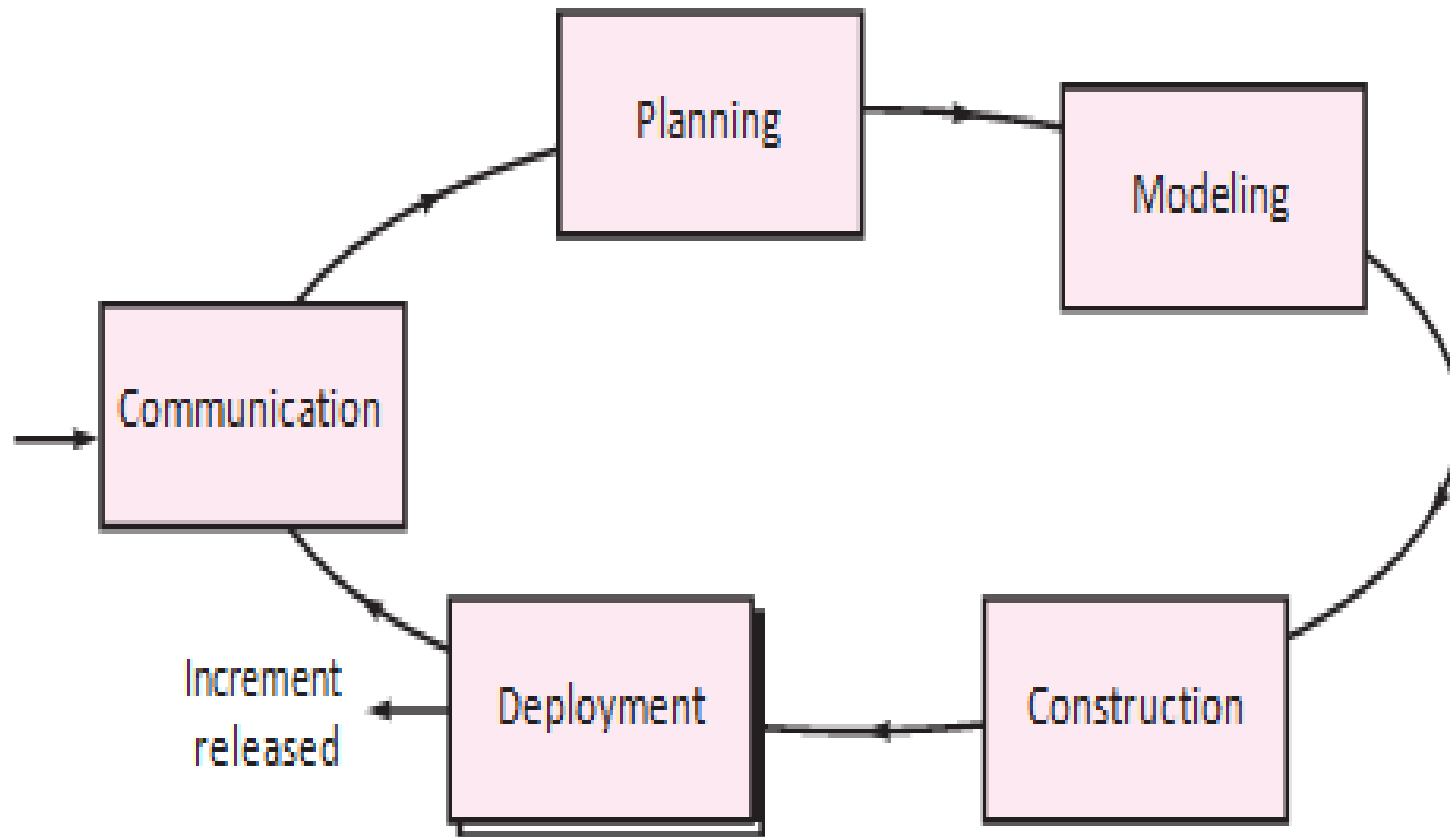 Planning
Modeling
Communication
Increment
released
Deployment
Construction